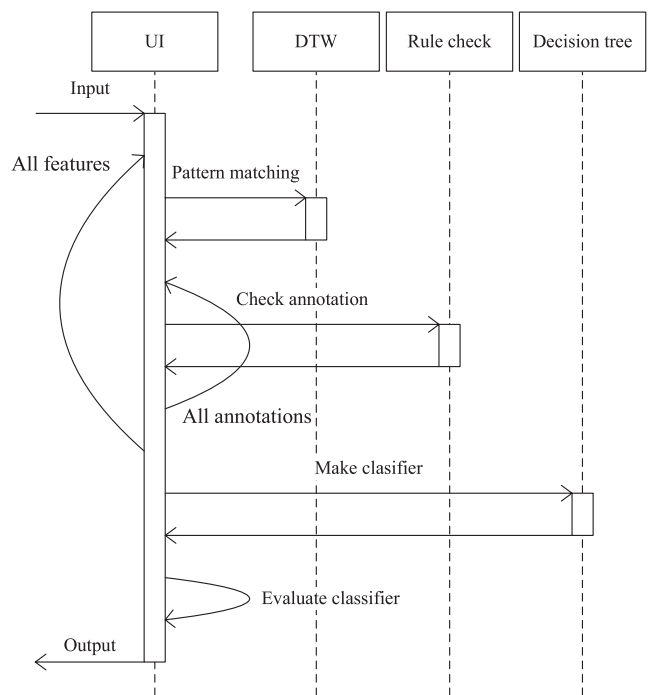 UI
DTW
Rule check
Decision tree
Input
All features
Pattern matching
Check annotation
All annotations
Make clasifier
Evaluate classifier
Output